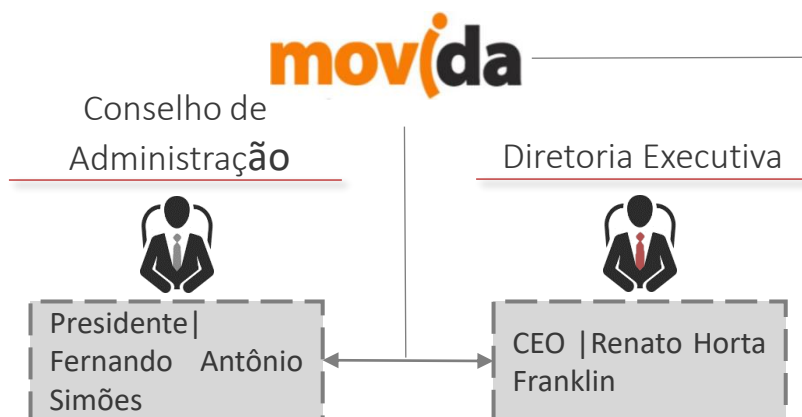 movida
Conselho de
Administração
Diretoria Executiva
Presidente|
Fernando Antônio
Simões
CEO |Renato Horta
Franklin